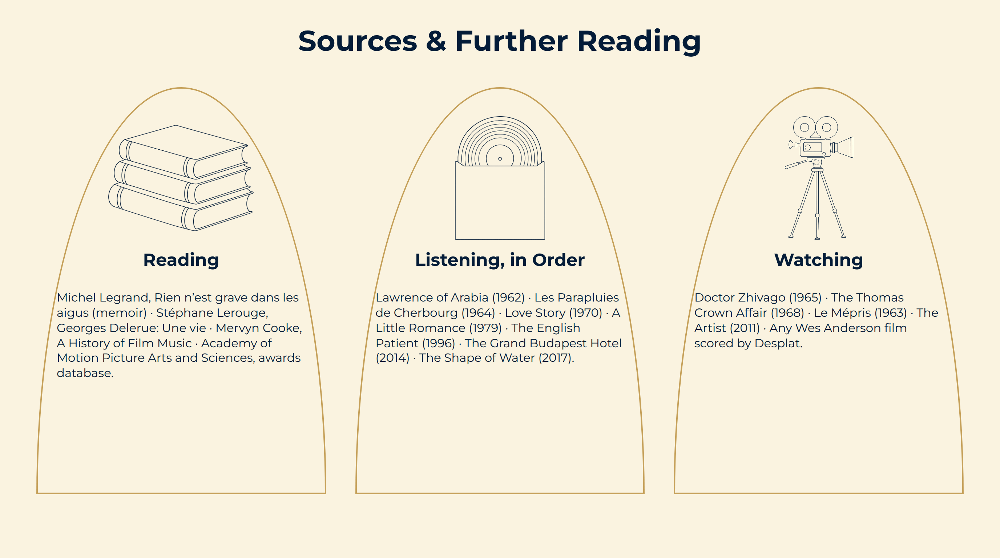 Sources & Further Reading
Reading
Michel Legrand, Rien n’est grave dans les
aigus (memoir) · Stéphane Lerouge,
Georges Delerue: Une vie · Mervyn Cooke,
A History of Film Music · Academy of
Motion Picture Arts and Sciences, awards
database.
Listening, in Order
Lawrence of Arabia (1962) · Les Parapluies
de Cherbourg (1964) · Love Story (1970) · A
Little Romance (1979) · The English
Patient (1996) · The Grand Budapest Hotel
(2014) · The Shape of Water (2017).
Watching
Doctor Zhivago (1965) · The Thomas
Crown Affair (1968) · Le Mépris (1963) · The
Artist (2011) · Any Wes Anderson film
scored by Desplat.